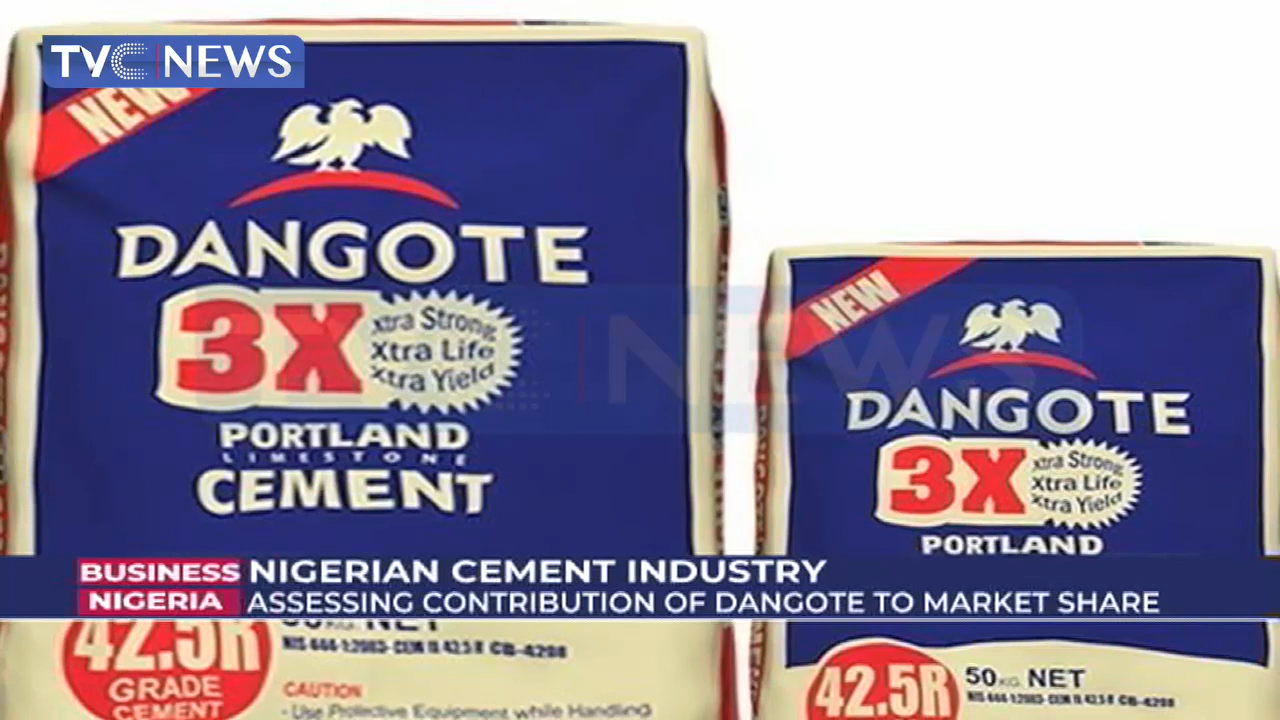 TVC NEWS
NEW
DANGOTE
3X
Xtra Strong
Xtra Life
Xtra Yield
PORTLAND
LIMESTONE
CEMENT
NEW
DANGOTE
3X
Xtra Strong
Xtra Life
Xtra Yield
PORTLAND
BUSINESS NIGERIA
NIGERIAN CEMENT INDUSTRY
ASSESSING CONTRIBUTION OF DANGOTE TO MARKET SHARE
42.5R
GRADE
CEMENT
NET
CAUTION
- Use Protective Equipment while Handling
42.5R
50KG. NET
NEWS